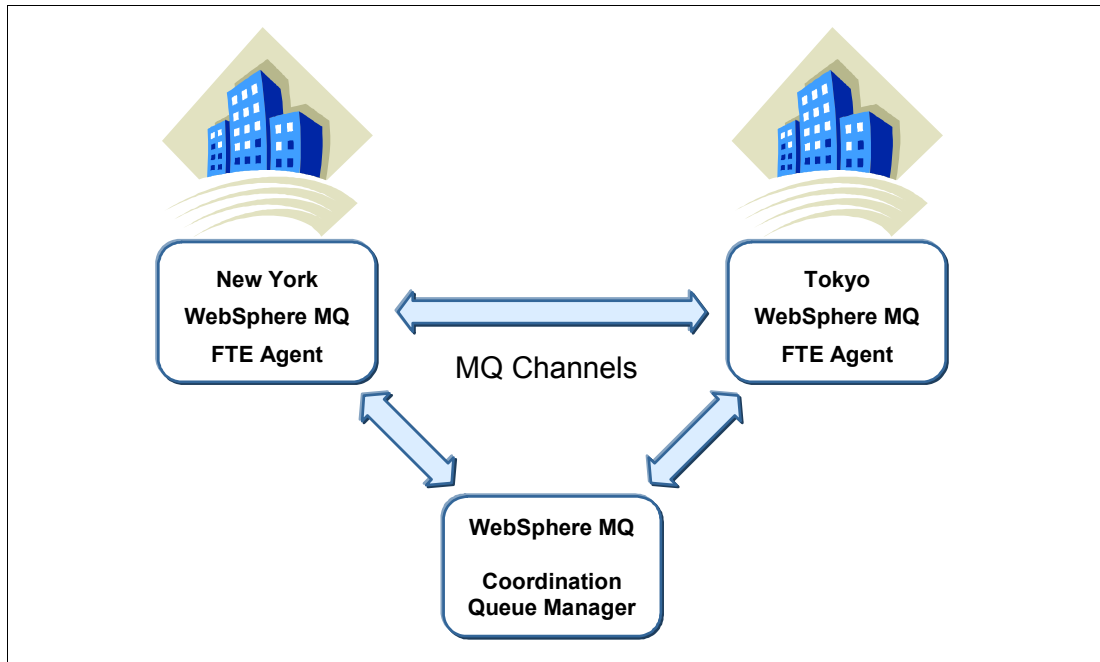 New York
WebSphere MQ
FTE Agent
Tokyo
WebSphere MQ
FTE Agent
MQ Channels
WebSphere MQ
Coordination
Queue Manager